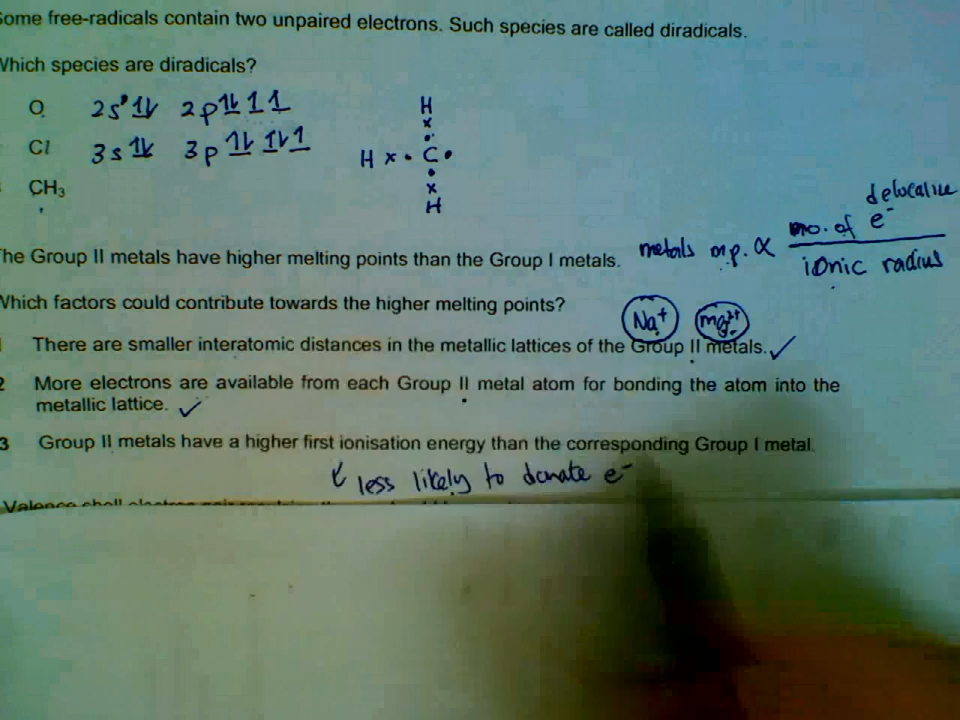 Some free-radicals contain two unpaired electrons. Such species are called diradicals.
Which species are diradicals?
O 2s² 1⇂ 2p 1⇂ 1 1
Cl 3s 1⇂ 3p 1⇂ 1⇂ 1
CH₃
H
x
•
H x • C •
•
x
H
The Group II metals have higher melting points than the Group I metals.
metals m.p. ∝ no. of delocalise e⁻ / ionic radius
Which factors could contribute towards the higher melting points?
Na⁺ Mg²⁺
1 There are smaller interatomic distances in the metallic lattices of the Group II metals. ✓
2 More electrons are available from each Group II metal atom for bonding the atom into the
metallic lattice. ✓
3 Group II metals have a higher first ionisation energy than the corresponding Group I metal.
less likely to donate e⁻